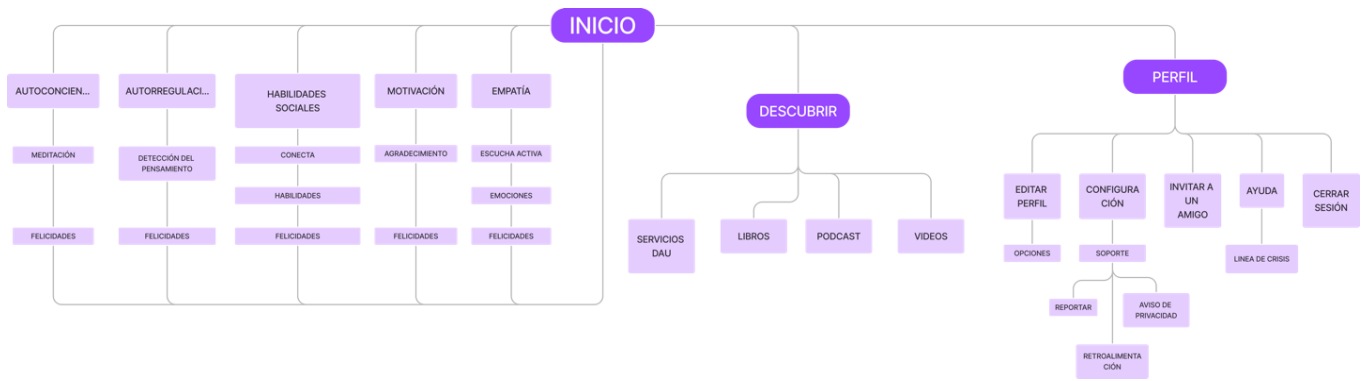 INICIO
AUTOCONCIEN...
AUTORREGULACI...
HABILIDADES
SOCIALES
MOTIVACIÓN
EMPATÍA
DESCUBRIR
PERFIL
MEDITACIÓN
DETECCIÓN DEL
PENSAMIENTO
CONECTA
AGRADECIMIENTO
ESCUCHA ACTIVA
HABILIDADES
EMOCIONES
FELICIDADES
FELICIDADES
FELICIDADES
FELICIDADES
FELICIDADES
SERVICIOS
DAU
LIBROS
PODCAST
VIDEOS
EDITAR
PERFIL
CONFIGURA
CIÓN
INVITAR A
UN
AMIGO
AYUDA
CERRAR
SESIÓN
OPCIONES
SOPORTE
LINEA DE CRISIS
REPORTAR
AVISO DE
PRIVACIDAD
RETROALIMENTA
CIÓN